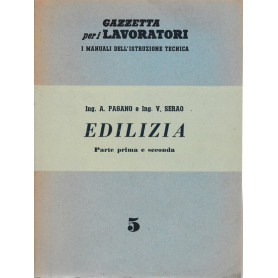 GAZZETTA
per i LAVORATORI
I MANUALI DELL'ISTRUZIONE TECNICA
Ing. A. PAGANO e Ing. V. SERAO
EDILIZIA
Parte prima e seconda
5